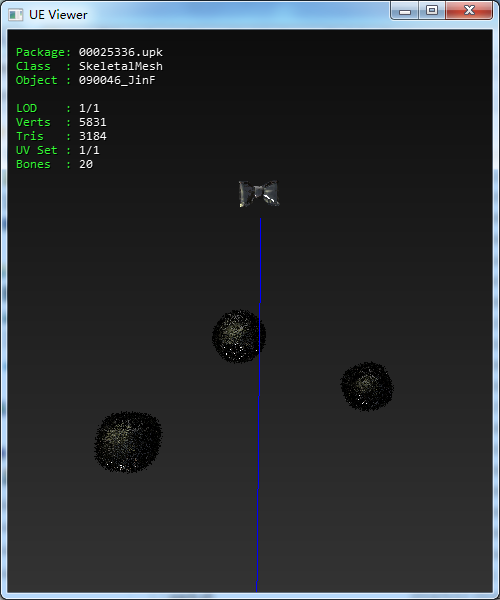 UE Viewer
Package: 00025336.upk
Class  : SkeletalMesh
Object : 090046_JinF
LOD    : 1/1
Verts  : 5831
Tris   : 3184
UV Set : 1/1
Bones  : 20